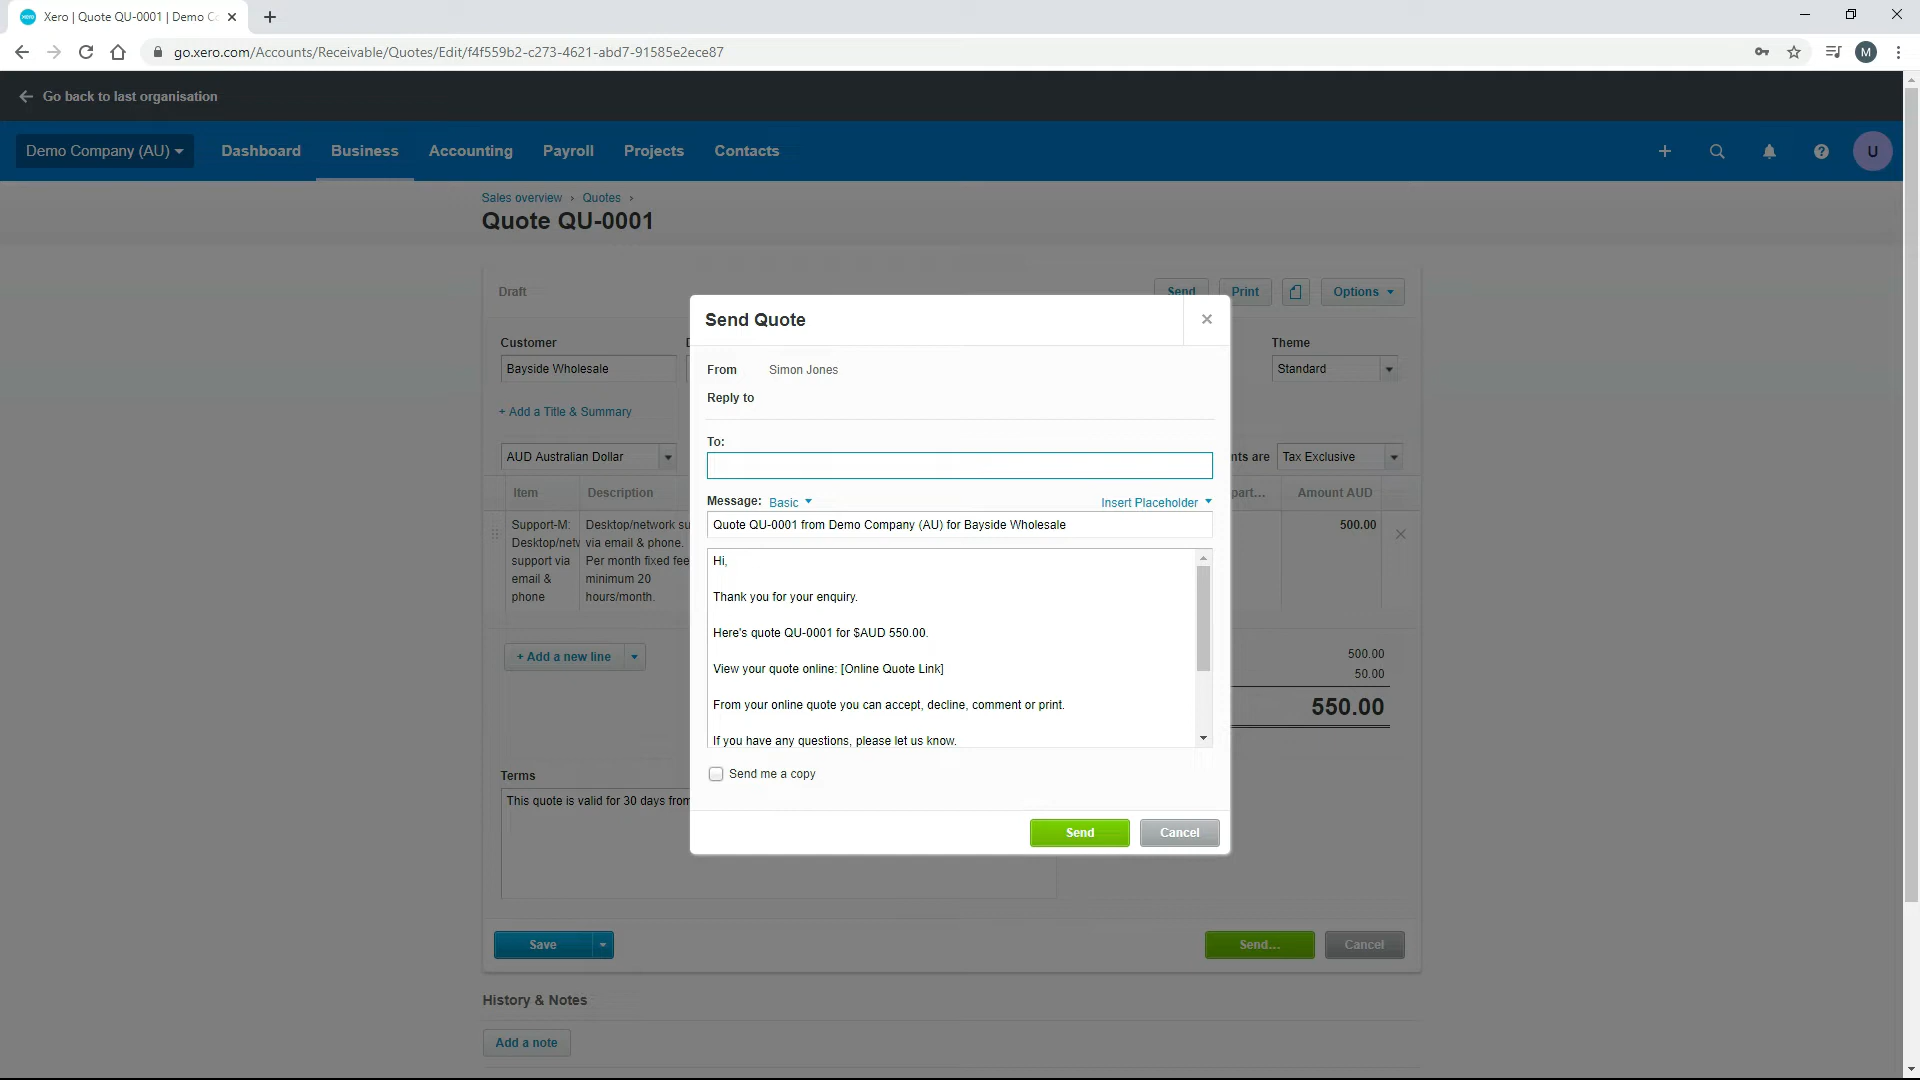 Xero | Quote QU-0001 | Demo C
go.xero.com/Accounts/Receivable/Quotes/Edit/f4f559b2-c273-4621-abd7-91585e2ece87
M
Go back to last organisation
Demo Company (AU)
Dashboard
Business
Accounting
Payroll
Projects
Contacts
U
Sales overview › Quotes ›
Quote QU-0001
Draft
Send
Print
Options
Customer
Bayside Wholesale
Theme
Standard
+ Add a Title & Summary
AUD Australian Dollar
nts are
Tax Exclusive
Item
Description
part...
Amount AUD
Support-M:
Desktop/netw
support via
email &
phone
Desktop/network su
via email & phone.
Per month fixed fee
minimum 20
hours/month.
500.00
+ Add a new line
500.00
50.00
550.00
Terms
This quote is valid for 30 days from
Save
Send...
Cancel
History & Notes
Add a note
Send Quote
From Simon Jones
Reply to
To:
Message: Basic
Insert Placeholder
Quote QU-0001 from Demo Company (AU) for Bayside Wholesale
Hi,
Thank you for your enquiry.
Here's quote QU-0001 for $AUD 550.00.
View your quote online: [Online Quote Link]
From your online quote you can accept, decline, comment or print.
If you have any questions, please let us know.
Send me a copy
Send
Cancel